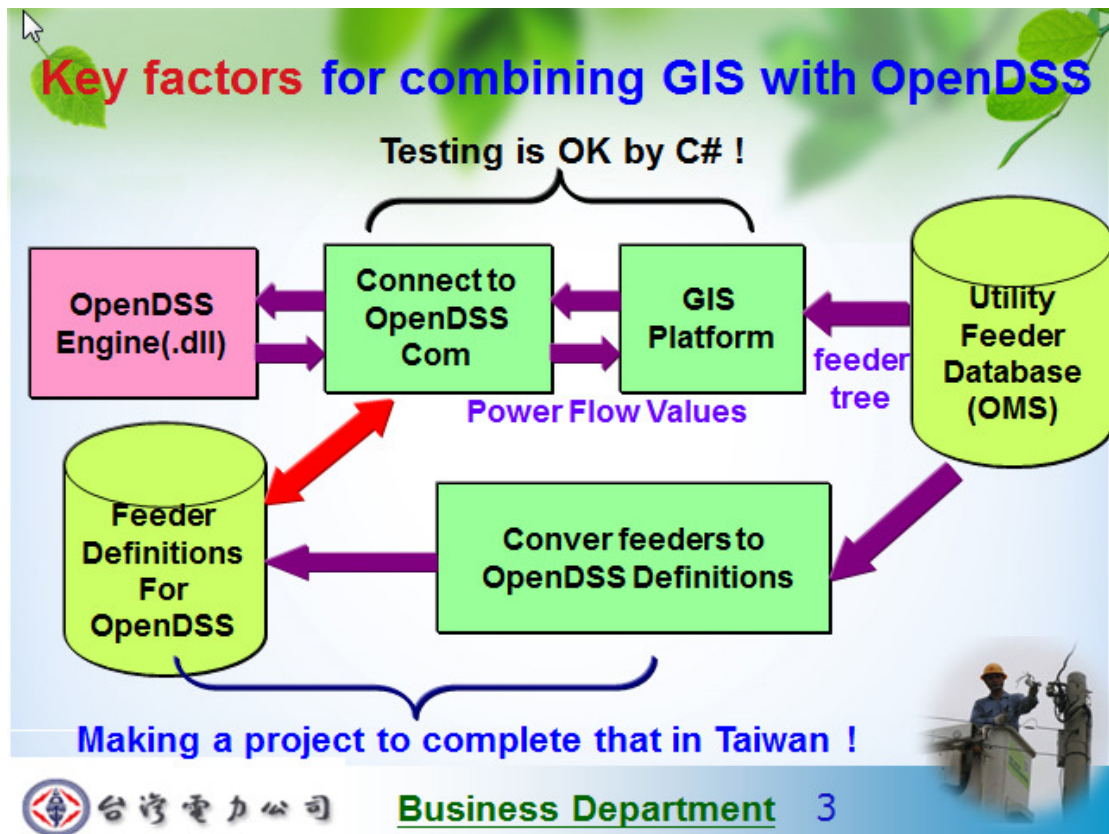 Key factors for combining GIS with OpenDSS
Testing is OK by C# !
OpenDSS
Engine(.dll)
Connect to
OpenDSS
Com
GIS
Platform
Utility
Feeder
Database
(OMS)
feeder
tree
Power Flow Values
Feeder
Definitions
For
OpenDSS
Conver feeders to
OpenDSS Definitions
Making a project to complete that in Taiwan !
台灣電力公司
Business Department
3